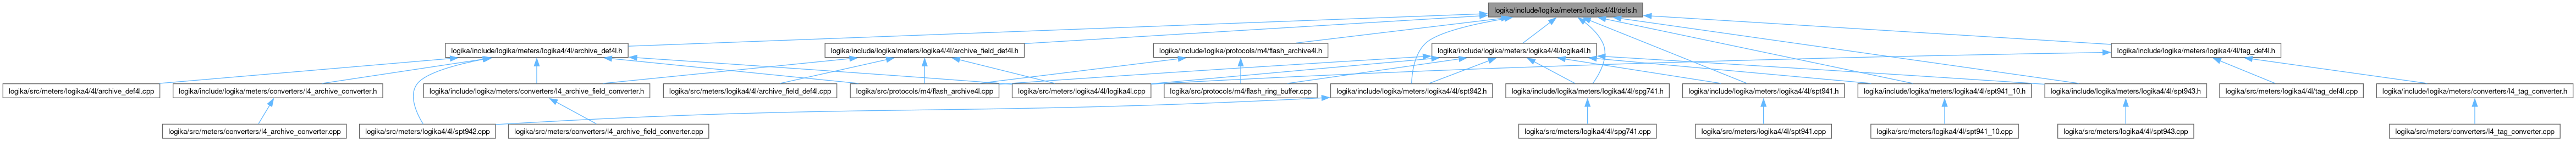 logika/include/logika/meters/logika4/4l/defs.h
logika/include/logika/meters/logika4/4l/archive_def4l.h
logika/include/logika/meters/logika4/4l/archive_field_def4l.h
logika/include/logika/protocols/m4/flash_archive4l.h
logika/include/logika/meters/logika4/4l/logika4l.h
logika/include/logika/meters/logika4/4l/tag_def4l.h
logika/src/meters/logika4/4l/archive_def4l.cpp
logika/include/logika/meters/converters/l4_archive_converter.h
logika/include/logika/meters/converters/l4_archive_field_converter.h
logika/src/meters/logika4/4l/archive_field_def4l.cpp
logika/src/protocols/m4/flash_archive4l.cpp
logika/src/meters/logika4/4l/logika4l.cpp
logika/src/protocols/m4/flash_ring_buffer.cpp
logika/include/logika/meters/logika4/4l/spt942.h
logika/include/logika/meters/logika4/4l/spg741.h
logika/include/logika/meters/logika4/4l/spt941.h
logika/include/logika/meters/logika4/4l/spt941_10.h
logika/include/logika/meters/logika4/4l/spt943.h
logika/src/meters/logika4/4l/tag_def4l.cpp
logika/include/logika/meters/converters/l4_tag_converter.h
logika/src/meters/converters/l4_archive_converter.cpp
logika/src/meters/logika4/4l/spt942.cpp
logika/src/meters/converters/l4_archive_field_converter.cpp
logika/src/meters/logika4/4l/spg741.cpp
logika/src/meters/logika4/4l/spt941.cpp
logika/src/meters/logika4/4l/spt941_10.cpp
logika/src/meters/logika4/4l/spt943.cpp
logika/src/meters/converters/l4_tag_converter.cpp